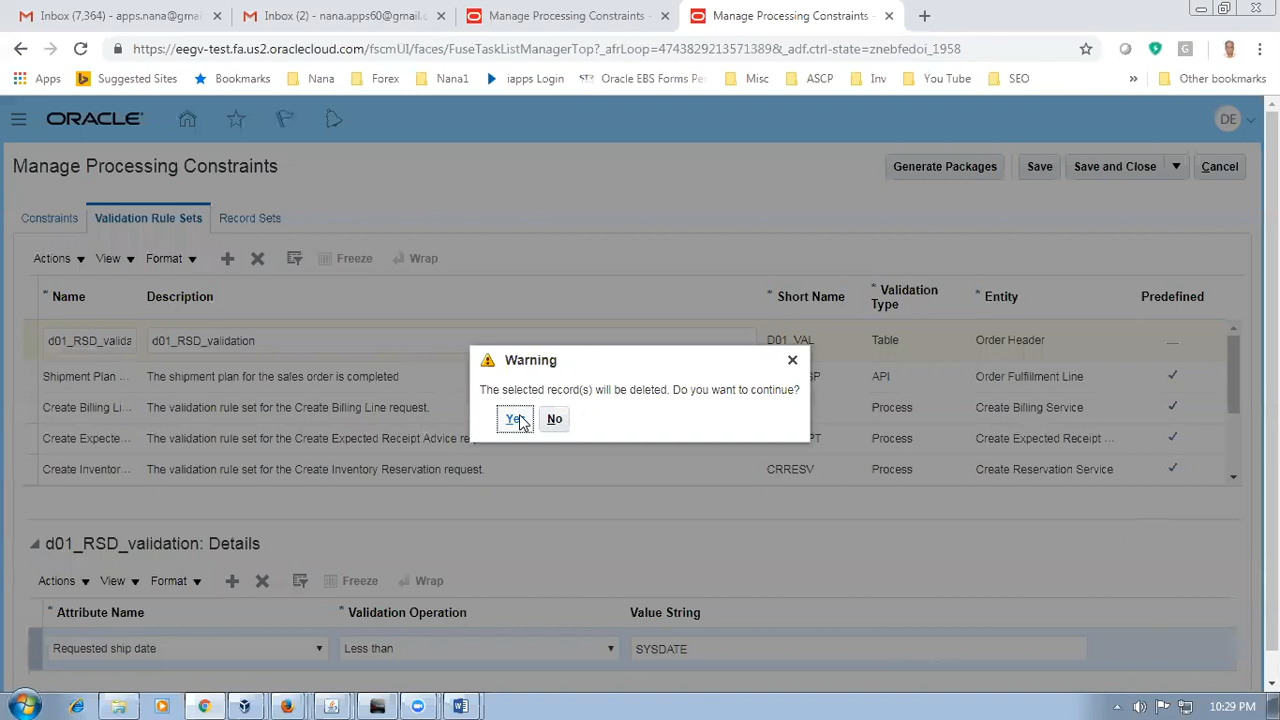 Inbox (7,364) - apps.nana@gmai
Inbox (2) - nana.apps60@gmail.c
Manage Processing Constraints
Manage Processing Constraints
https://eegv-test.fa.us2.oraclecloud.com/fscmUI/faces/FuseTaskListManagerTop?_afrLoop=47438292135713898&_adf.ctrl-state=znebfedoi_1958
Apps
Suggested Sites
Bookmarks
Nana
Forex
Nana1
iapps Login
Oracle EBS Forms Pe
Misc
ASCP
Inv
You Tube
SEO
»
Other bookmarks
ORACLE
DE
Manage Processing Constraints
Generate Packages
Save
Save and Close
Cancel
Constraints
Validation Rule Sets
Record Sets
Actions
View
Format
Freeze
Wrap
* Name
Description
* Short Name
* Validation Type
* Entity
Predefined
d01_RSD_valida
d01_RSD_validation
D01_VAL
Table
Order Header
Shipment Plan ...
The shipment plan for the sales order is completed
P
API
Order Fulfillment Line
Create Billing Li...
The validation rule set for the Create Billing Line request.
Process
Create Billing Service
Create Expecte...
The validation rule set for the Create Expected Receipt Advice re
PT
Process
Create Expected Receipt ...
Create Inventor...
The validation rule set for the Create Inventory Reservation request.
CRRESV
Process
Create Reservation Service
Warning
The selected record(s) will be deleted. Do you want to continue?
Yes
No
d01_RSD_validation: Details
Actions
View
Format
Freeze
Wrap
* Attribute Name
* Validation Operation
Value String
Requested ship date
Less than
SYSDATE
10:29 PM